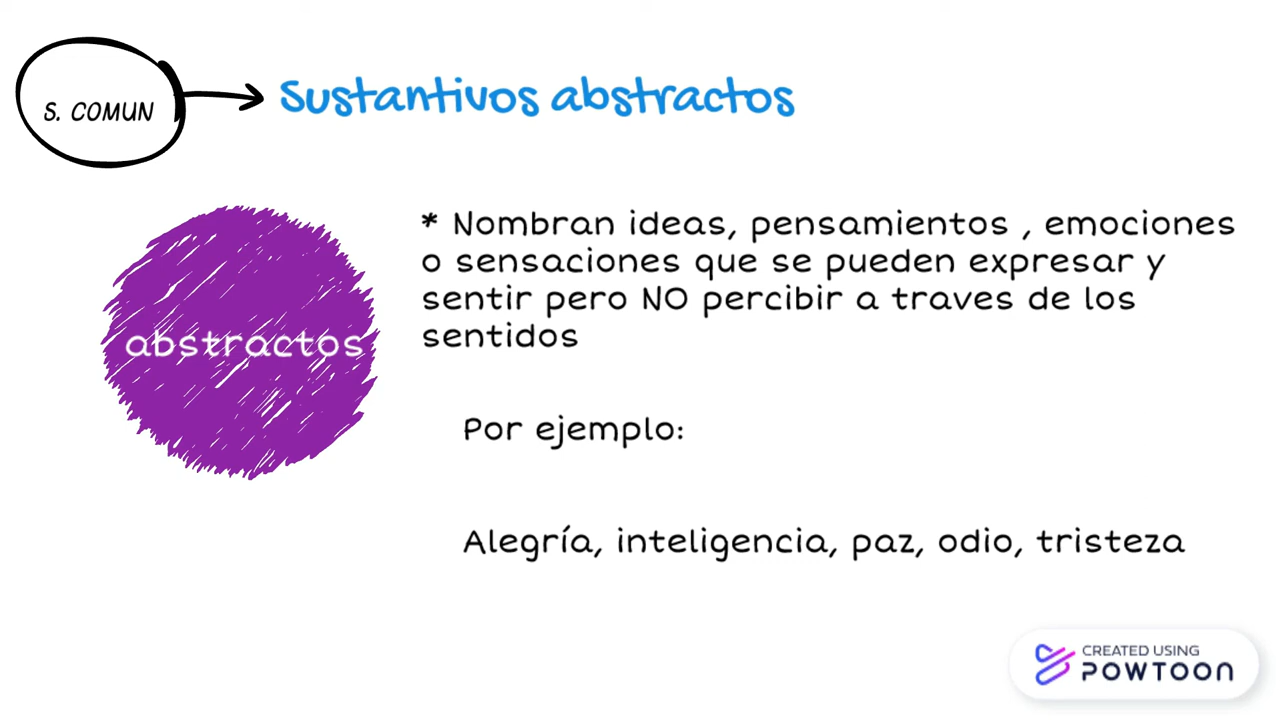 S. COMUN
Sustantivos abstractos
abstractos
* Nombran ideas, pensamientos , emociones
o sensaciones que se pueden expresar y
sentir pero NO percibir a traves de los
sentidos
Por ejemplo:
Alegría, inteligencia, paz, odio, tristeza
CREATED USING
POWTOON